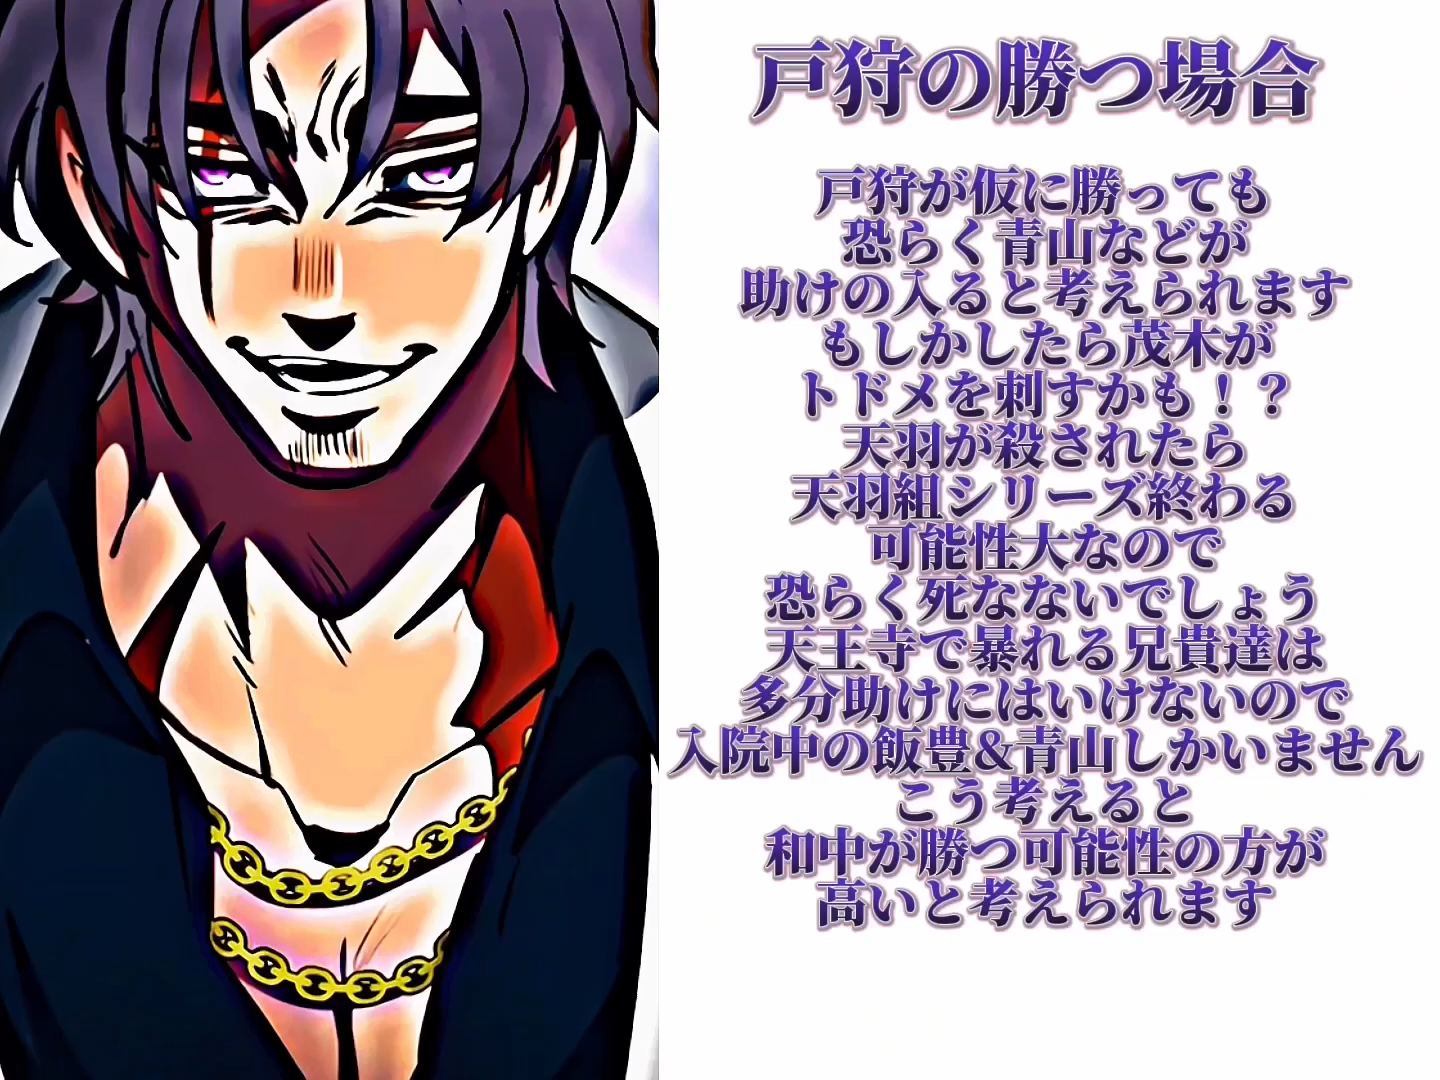 戸狩の勝つ場合
戸狩が仮に勝っても
恐らく青山などが
助けの入ると考えられます
もしかしたら茂木が
トドメを刺すかも！？
天羽が殺されたら
天羽組シリーズ終わる
可能性大なので
恐らく死なないでしょう
天王寺で暴れる兄貴達は
多分助けにはいけないので
入院中の飯豊&青山しかいません
こう考えると
和中が勝つ可能性の方が
高いと考えられます